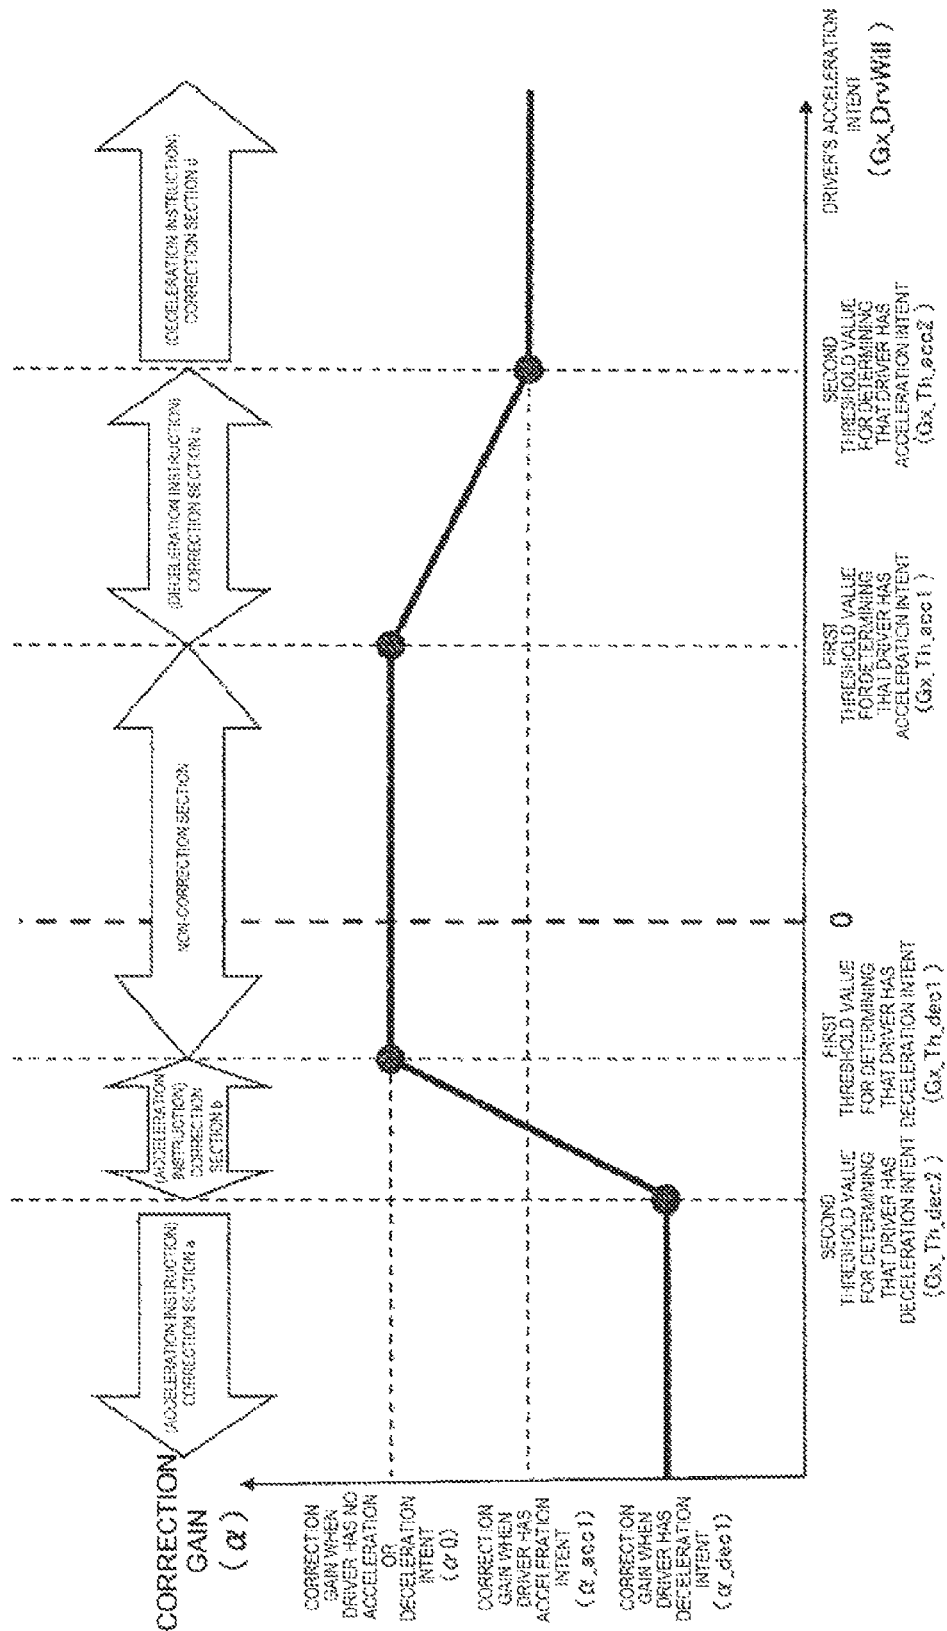 CORRECTION
GAIN
(α)
(ACCELERATION INSTRUCTION)
CORRECTION SECTION a
(ACCELERATION
INSTRUCTION)
CORRECTION
SECTION b
NON-CORRECTION SECTION
(DECELERATION INSTRUCTION)
CORRECTION SECTION c
(DECELERATION INSTRUCTION)
CORRECTION SECTION d
CORRECTION
GAIN WHEN
DRIVER HAS NO
ACCELERATION
OR
DECELERATION
INTENT
(α0)
CORRECTION
GAIN WHEN
DRIVER HAS
ACCELERATION
INTENT
(α_acc1)
CORRECTION
GAIN WHEN
DRIVER HAS
DECELERATION
INTENT
(α_dec1)
SECOND
THRESHOLD VALUE
FOR DETERMINING
THAT DRIVER HAS
DECELERATION INTENT
(Gx_Th_dec2)
FIRST
THRESHOLD VALUE
FOR DETERMINING
THAT DRIVER HAS
DECELERATION INTENT
(Gx_Th_dec1)
0
FIRST
THRESHOLD VALUE
FOR DETERMINING
THAT DRIVER HAS
ACCELERATION INTENT
(Gx_Th_acc1)
SECOND
THRESHOLD VALUE
FOR DETERMINING
THAT DRIVER HAS
ACCELERATION INTENT
(Gx_Th_acc2)
DRIVER'S ACCELERATION
INTENT
(Gx_DrvWill)